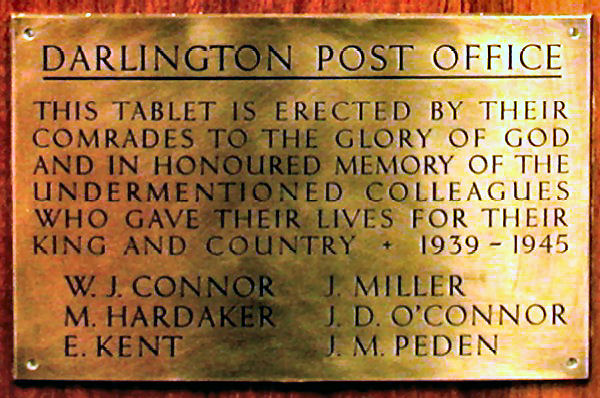 DARLINGTON POST OFFICE
THIS TABLET IS ERECTED BY THEIR
COMRADES TO THE GLORY OF GOD
AND IN HONOURED MEMORY OF THE
UNDERMENTIONED COLLEAGUES
WHO GAVE THEIR LIVES FOR THEIR
KING AND COUNTRY + 1939 - 1945
W. J. CONNOR J. MILLER
M. HARDAKER J. D. O'CONNOR
E. KENT J. M. PEDEN